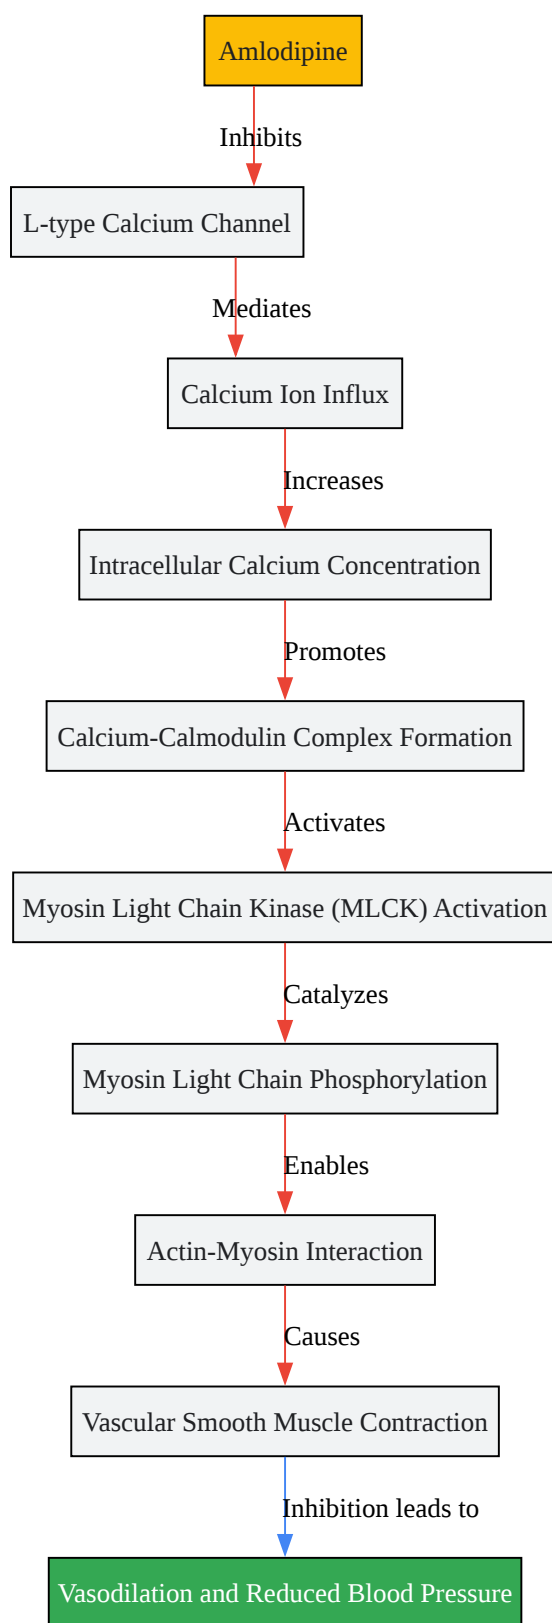 Amlodipine
Inhibits
L-type Calcium Channel
Mediates
Calcium Ion Influx
Increases
Intracellular Calcium Concentration
Promotes
Calcium-Calmodulin Complex Formation
Activates
Myosin Light Chain Kinase (MLCK) Activation
Catalyzes
Myosin Light Chain Phosphorylation
Enables
Actin-Myosin Interaction
Causes
Vascular Smooth Muscle Contraction
Inhibition leads to
Vasodilation and Reduced Blood Pressure